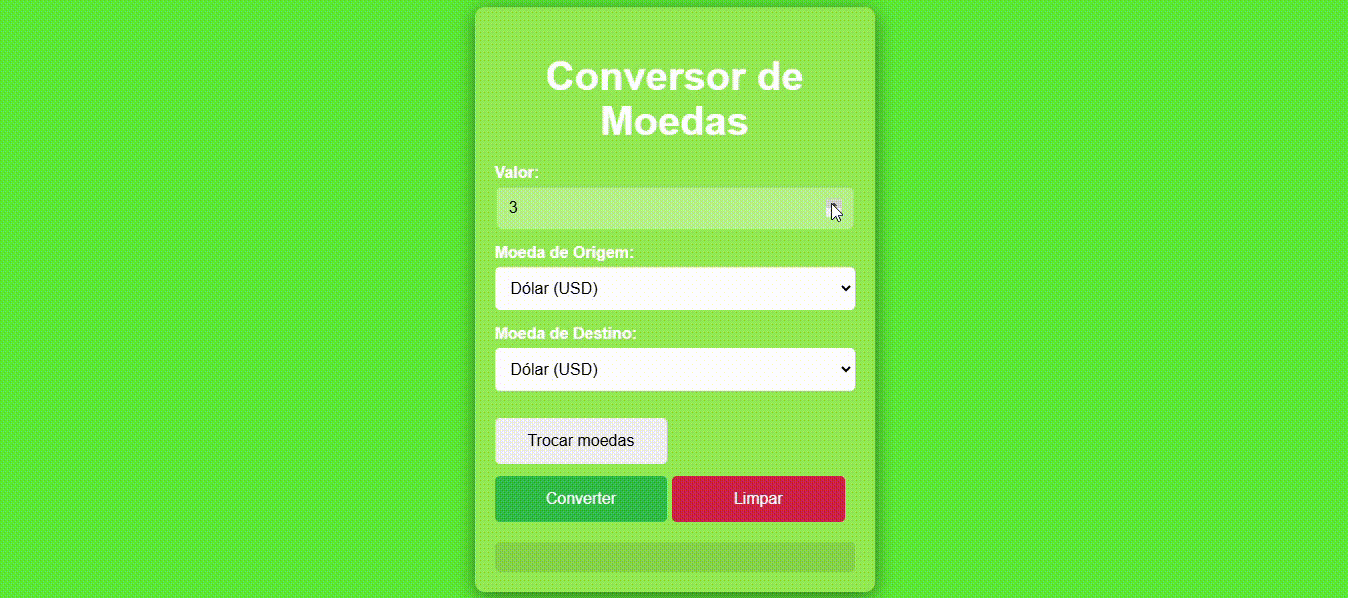 Conversor de
Moedas
Valor:
3
Moeda de Origem:
Dólar (USD)
Moeda de Destino:
Dólar (USD)
Trocar moedas
Converter
Limpar